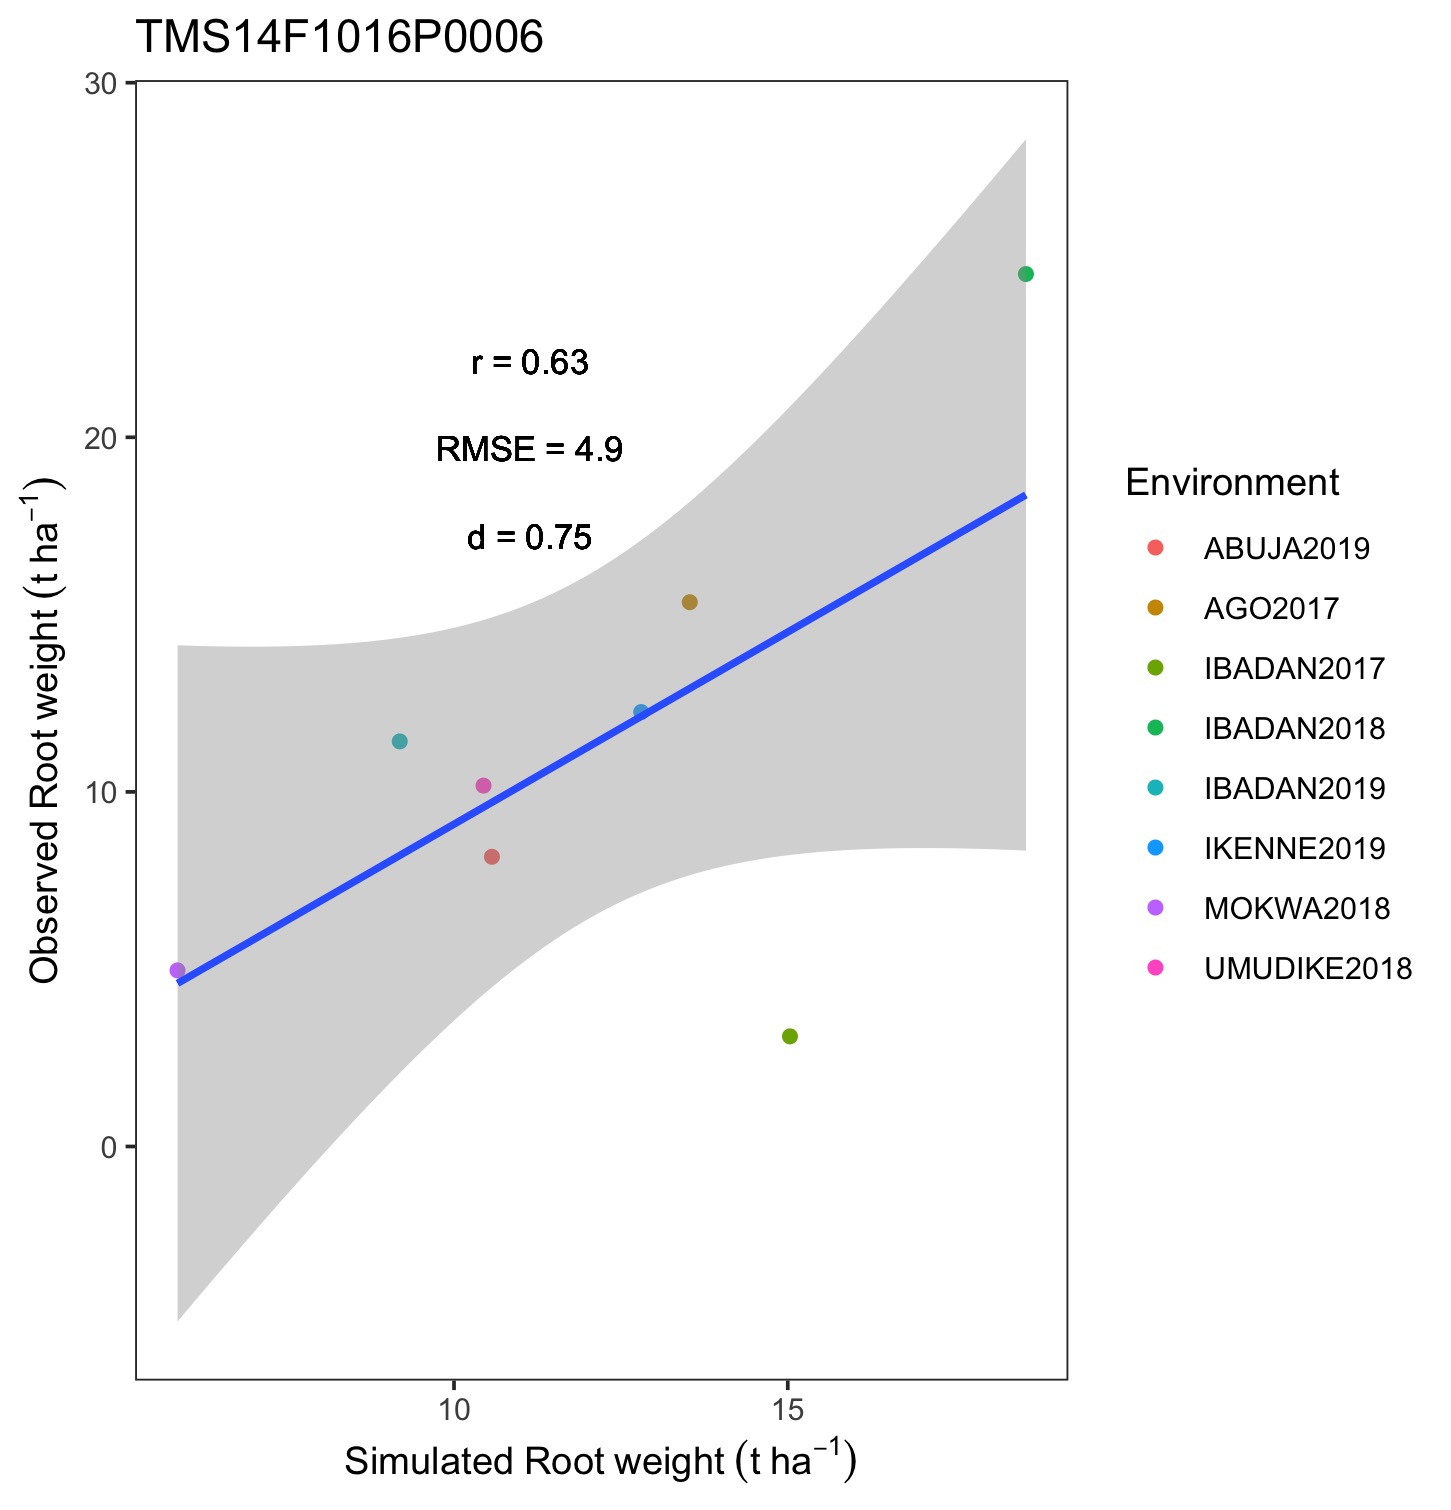 TMS14F1016P0006
30
20
10
0
Observed Root weight (t ha⁻¹)
r = 0.63
RMSE = 4.9
d = 0.75
10 15
Simulated Root weight (t ha⁻¹)
Environment
ABUJA2019
AGO2017
IBADAN2017
IBADAN2018
IBADAN2019
IKENNE2019
MOKWA2018
UMUDIKE2018